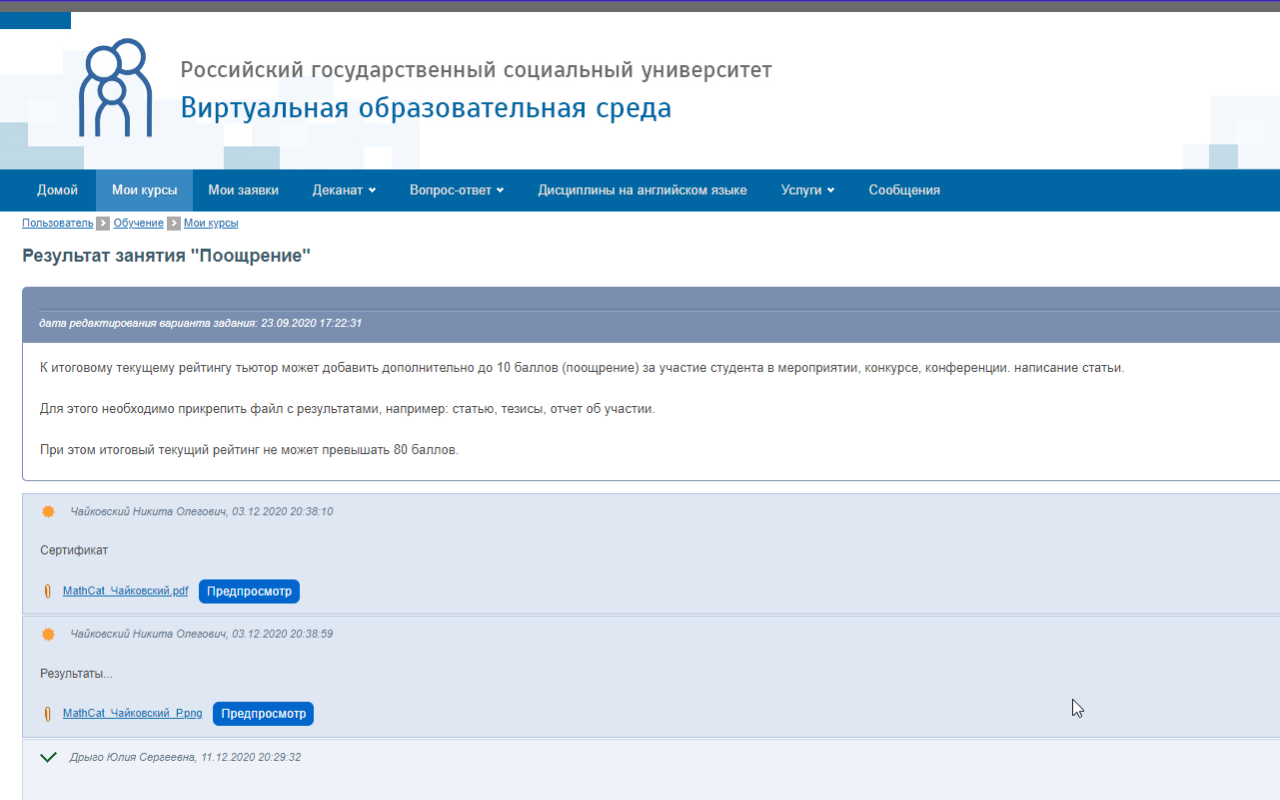 Российский государственный социальный университет
Виртуальная образовательная среда
Домой Мои курсы Мои заявки Деканат Вопрос-ответ Дисциплины на английском языке Услуги Сообщения
Пользователь Обучение Мои курсы
Результат занятия "Поощрение"
дата редактирования варианта задания: 23.09.2020 17:22:31
К итоговому текущему рейтингу тьютор может добавить дополнительно до 10 баллов (поощрение) за участие студента в мероприятии, конкурсе, конференции. написание статьи.
Для этого необходимо прикрепить файл с результатами, например: статью, тезисы, отчет об участии.
При этом итоговый текущий рейтинг не может превышать 80 баллов.
Чайковский Никита Олегович, 03.12.2020 20:38:10
Сертификат
MathCat_Чайковский.pdf Предпросмотр
Чайковский Никита Олегович, 03.12.2020 20:38:59
Результаты...
MathCat_Чайковский_Р.png Предпросмотр
Дрыго Юлия Сергеевна, 11.12.2020 20:29:32